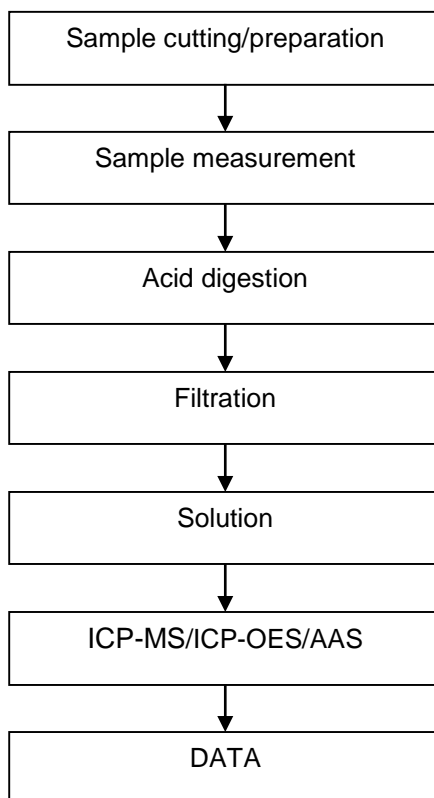 Sample cutting/preparation
Sample measurement
Acid digestion
Filtration
Solution
ICP-MS/ICP-OES/AAS
DATA